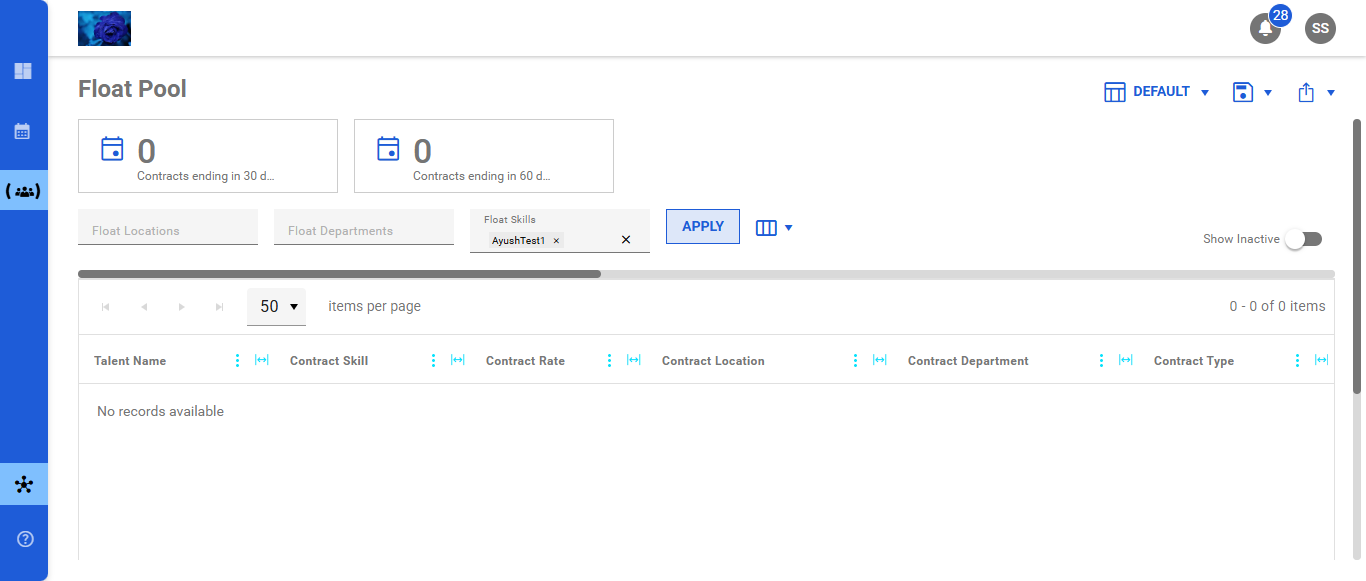 28
SS
Float Pool
DEFAULT
0
Contracts ending in 30 d...
0
Contracts ending in 60 d...
Float Locations
Float Departments
Float Skills
AyushTest1 ×
APPLY
Show Inactive
50
items per page
0 - 0 of 0 items
Talent Name
Contract Skill
Contract Rate
Contract Location
Contract Department
Contract Type
No records available